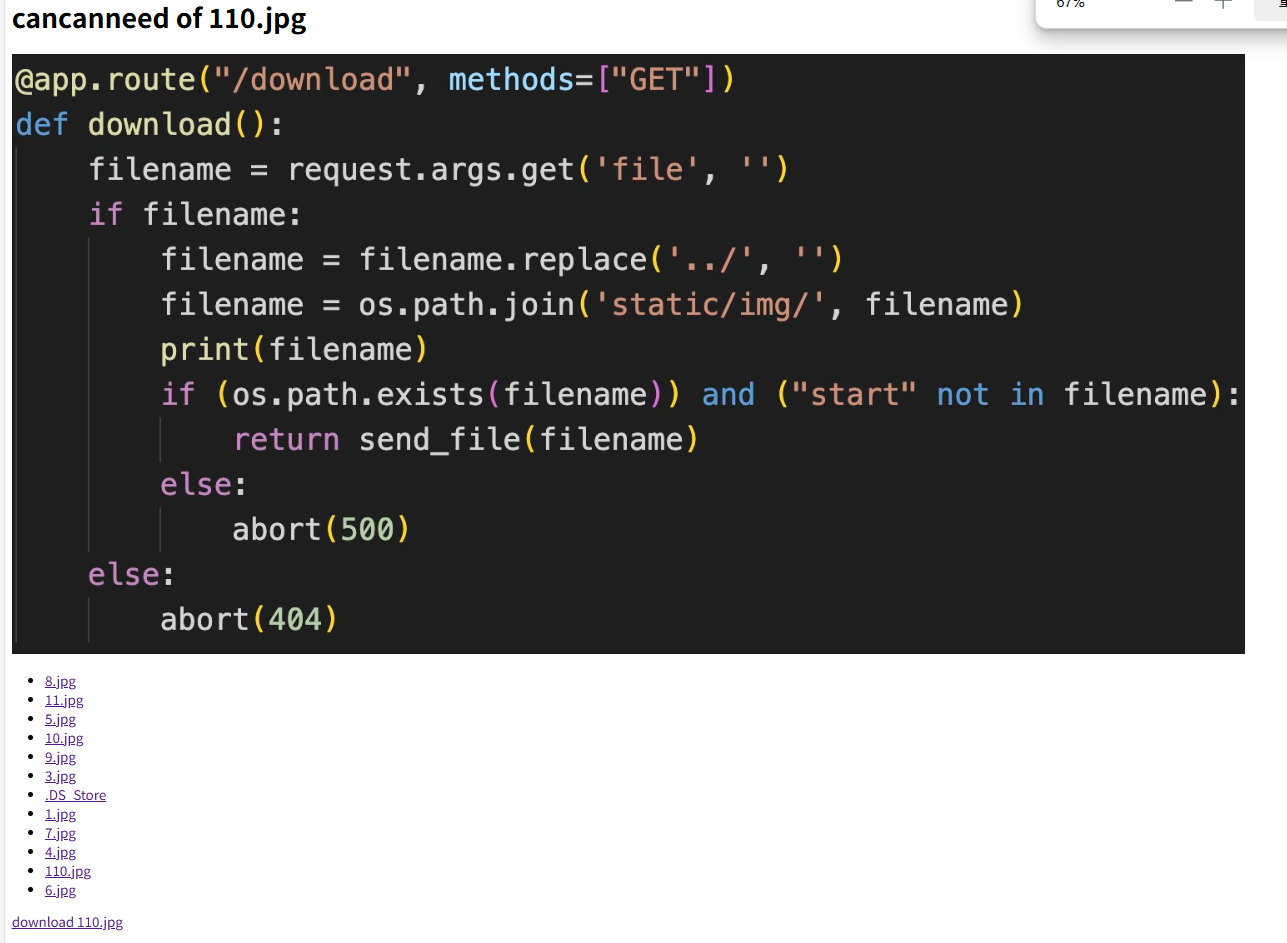 67%
cancanneed of 110.jpg
@app.route("/download", methods=["GET"])
def download():
    filename = request.args.get('file', '')
    if filename:
        filename = filename.replace('../', '')
        filename = os.path.join('static/img/', filename)
        print(filename)
        if (os.path.exists(filename)) and ("start" not in filename):
            return send_file(filename)
        else:
            abort(500)
    else:
        abort(404)
8.jpg
11.jpg
5.jpg
10.jpg
9.jpg
3.jpg
.DS_Store
1.jpg
7.jpg
4.jpg
110.jpg
6.jpg
download 110.jpg